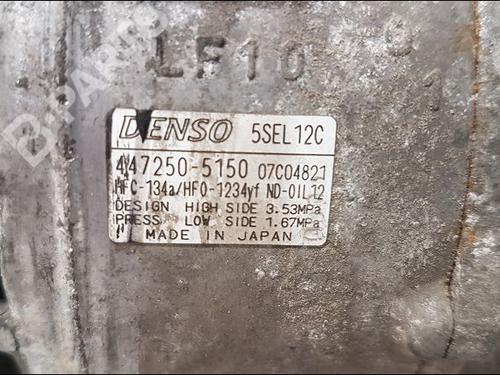 B-PARTS
LF10
DENSO 5SEL12C
447250-5150 07C04821
HFC-134a/HFO-1234yf ND-OIL12
DESIGN HIGH SIDE 3.53MPa
PRESS LOW SIDE 1.67MPa
MADE IN JAPAN